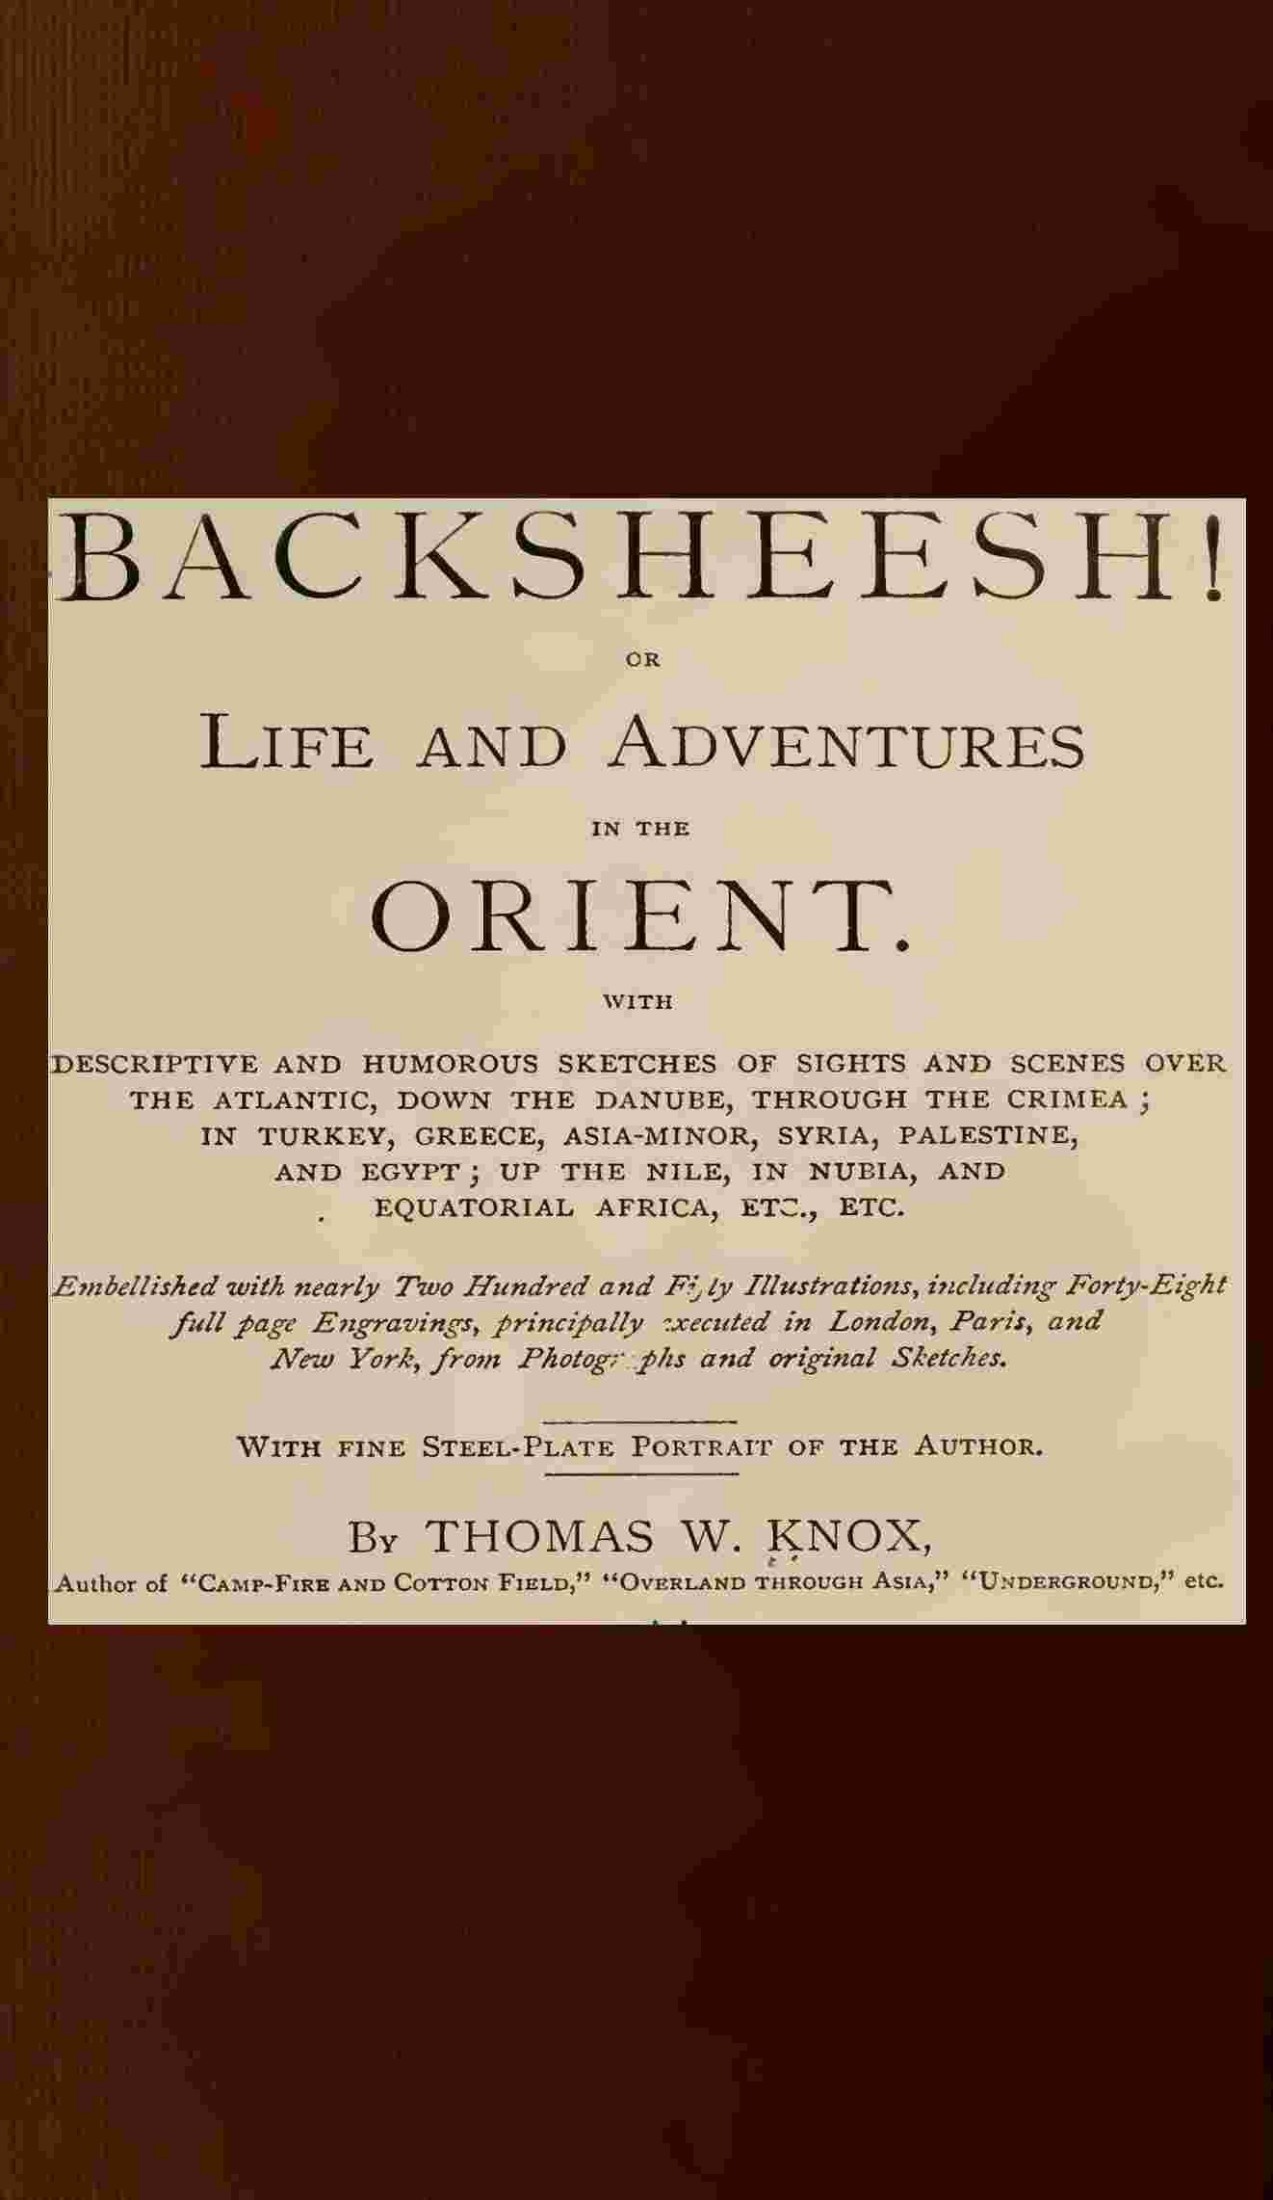 BACKSHEESH!
OR
LIFE AND ADVENTURES
IN THE
ORIENT.
WITH
DESCRIPTIVE AND HUMOROUS SKETCHES OF SIGHTS AND SCENES OVER
THE ATLANTIC, DOWN THE DANUBE, THROUGH THE CRIMEA;
IN TURKEY, GREECE, ASIA-MINOR, SYRIA, PALESTINE,
AND EGYPT; UP THE NILE, IN NUBIA, AND
EQUATORIAL AFRICA, ETC., ETC.
Embellished with nearly Two Hundred and Fifty Illustrations, including Forty-Eight
full page Engravings, principally executed in London, Paris, and
New York, from Photographs and original Sketches.
WITH FINE STEEL-PLATE PORTRAIT OF THE AUTHOR.
By THOMAS W. KNOX,
Author of "CAMP-FIRE AND COTTON FIELD," "OVERLAND THROUGH ASIA," "UNDERGROUND," etc.